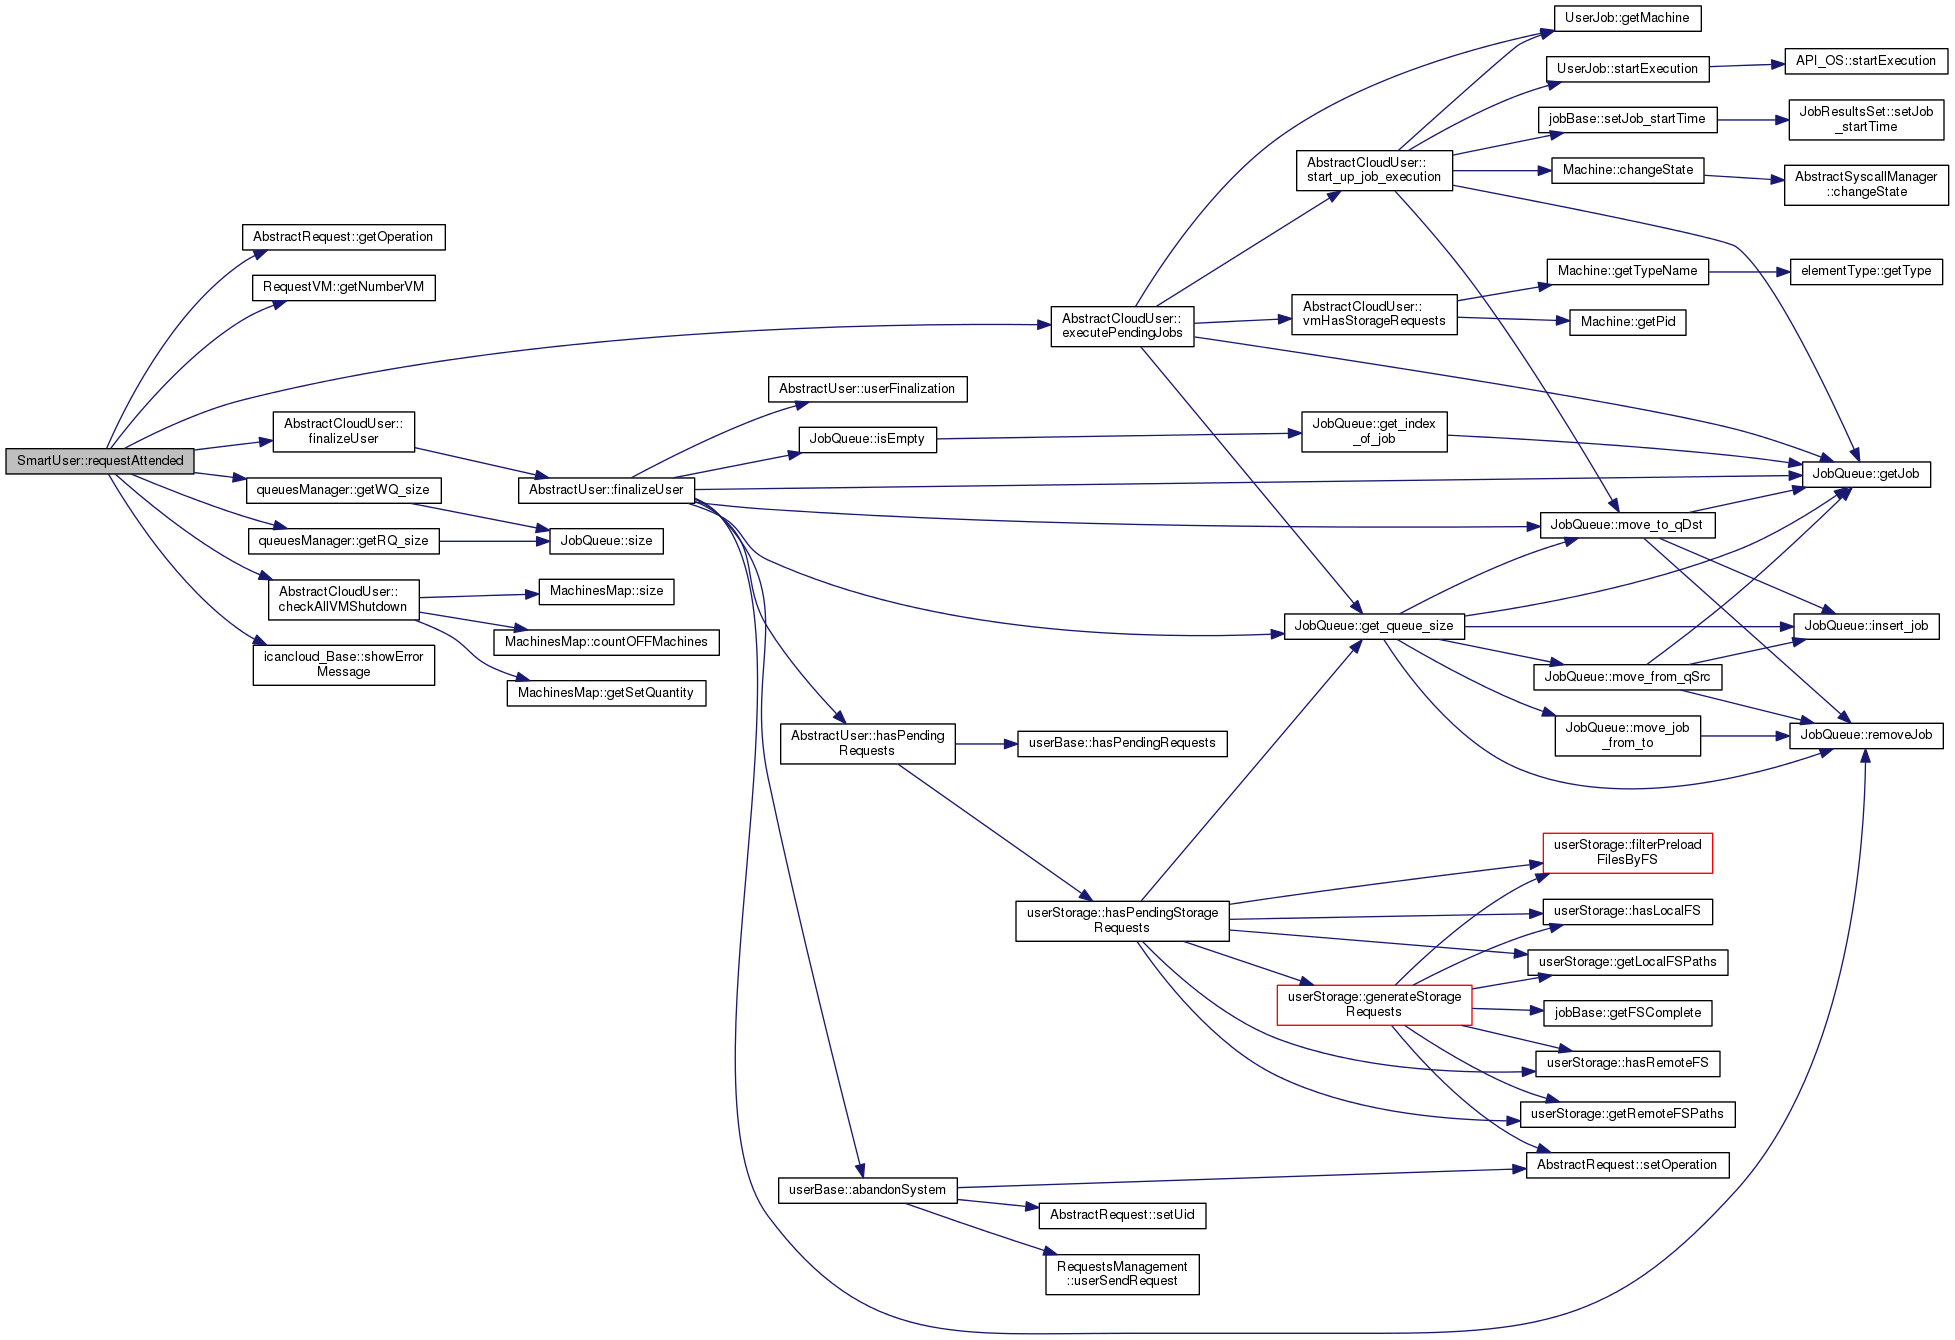 UserJob::getMachine
UserJob::startExecution
API_OS::startExecution
jobBase::setJob_startTime
JobResultsSet::setJob
_startTime
AbstractCloudUser::
start_up_job_execution
Machine::changeState
AbstractSyscallManager
::changeState
AbstractRequest::getOperation
RequestVM::getNumberVM
Machine::getTypeName
elementType::getType
AbstractCloudUser::
executePendingJobs
AbstractCloudUser::
vmHasStorageRequests
Machine::getPid
AbstractUser::userFinalization
AbstractCloudUser::
finalizeUser
JobQueue::isEmpty
JobQueue::get_index
_of_job
SmartUser::requestAttended
JobQueue::getJob
queuesManager::getWQ_size
AbstractUser::finalizeUser
queuesManager::getRQ_size
JobQueue::size
JobQueue::move_to_qDst
AbstractCloudUser::
checkAllVMShutdown
MachinesMap::size
MachinesMap::countOFFMachines
JobQueue::get_queue_size
JobQueue::insert_job
icancloud_Base::showError
Message
MachinesMap::getSetQuantity
JobQueue::move_from_qSrc
JobQueue::move_job
_from_to
JobQueue::removeJob
AbstractUser::hasPending
Requests
userBase::hasPendingRequests
userStorage::filterPreload
FilesByFS
userStorage::hasPendingStorage
Requests
userStorage::hasLocalFS
userStorage::getLocalFSPaths
userStorage::generateStorage
Requests
jobBase::getFSComplete
userStorage::hasRemoteFS
userStorage::getRemoteFSPaths
AbstractRequest::setOperation
userBase::abandonSystem
AbstractRequest::setUid
RequestsManagement
::userSendRequest